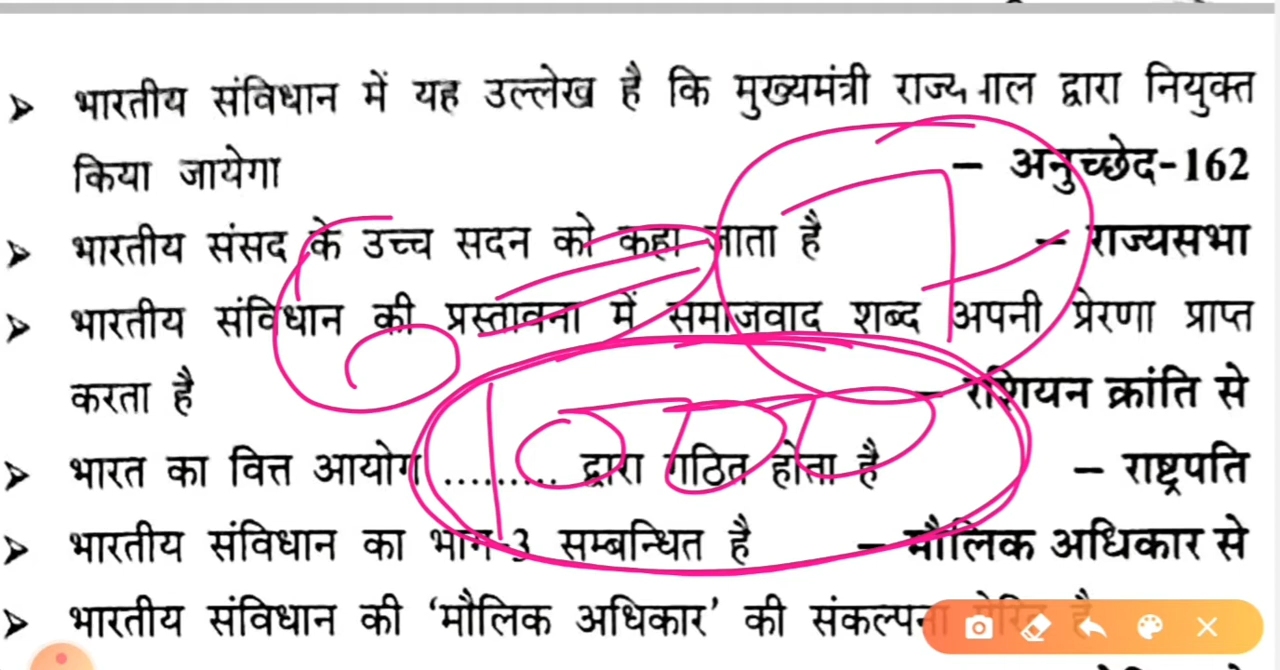 ➤ भारतीय संविधान में यह उल्लेख है कि मुख्यमंत्री द्वारा नियुक्त
किया जायेगा – अनुच्छेद-162
➤ भारतीय संसद के उच्च सदन को कहा जाता है – राज्यसभा
➤ भारतीय संविधान की प्रस्तावना में समाजवाद शब्द अपनी प्रेरणा प्राप्त
करता है – रशियन क्रांति से
➤ भारत का वित्त आयोग ......... द्वारा गठित होता है – राष्ट्रपति
➤ भारतीय संविधान का भाग-3 सम्बन्धित है – मौलिक अधिकार से
➤ भारतीय संविधान की ‘मौलिक अधिकार’ की संकल्पना है